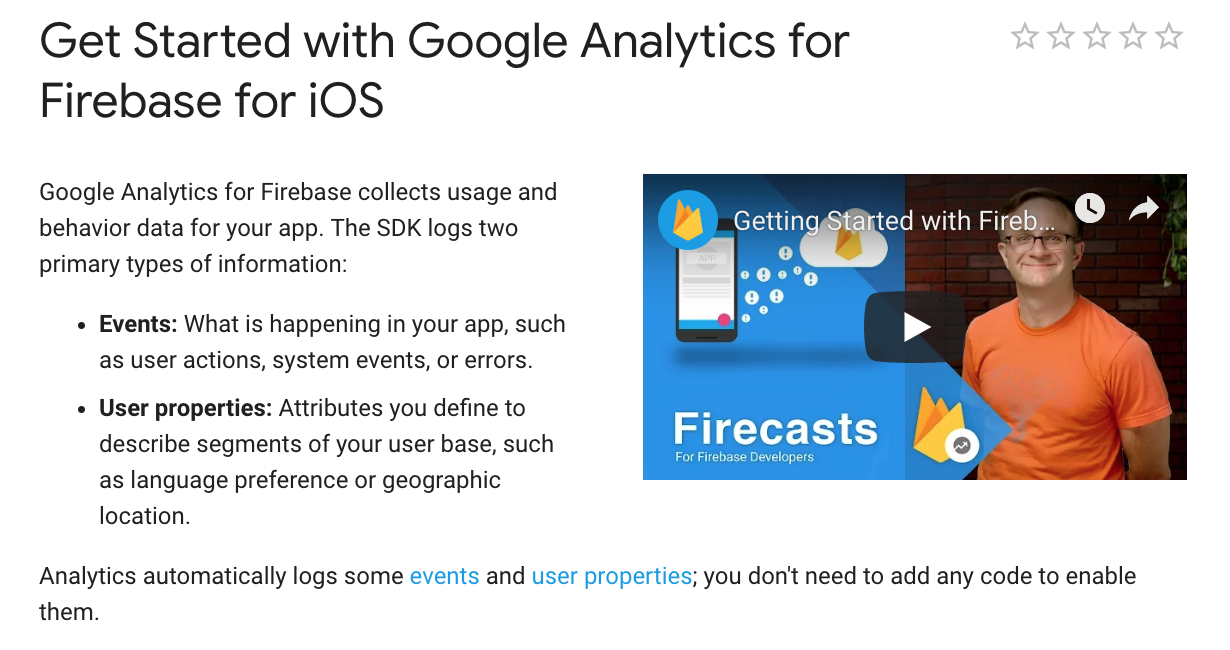 Get Started with Google Analytics for
Firebase for iOS
Google Analytics for Firebase collects usage and
behavior data for your app. The SDK logs two
primary types of information:
• Events: What is happening in your app, such
as user actions, system events, or errors.
• User properties: Attributes you define to
describe segments of your user base, such
as language preference or geographic
location.
Getting Started with Fireb...
APP
Firecasts
For Firebase Developers
Analytics automatically logs some events and user properties; you don't need to add any code to enable
them.